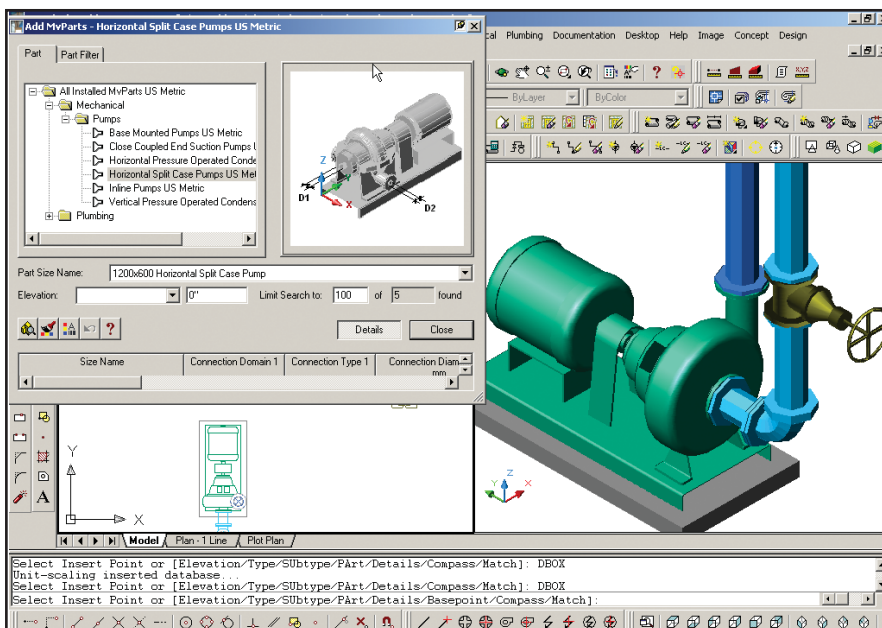 Add MvParts - Horizontal Split Case Pumps US Metric
Plumbing Documentation Desktop Help Image Concept Design
Part Part Filter
All Installed MvParts US Metric
Mechanical
Pumps
Base Mounted Pumps US Metric
Close Coupled End Suction Pumps U
Horizontal Pressure Operated Conde
Horizontal Split Case Pumps US Met
Inline Pumps US Metric
Vertical Pressure Operated Condens
Plumbing
Z
Y
X
D1
D2
ByLayer
ByColor
X,Y,Z
Part Size Name: 1200x600 Horizontal Split Case Pump
Elevation: 0" Limit Search to: 100 of 5 found
Details Close
Size Name Connection Domain 1 Connection Type 1 Connection Diam
mm
A
Y
X
Z
Y
X
Model Plan - 1 Line Plot Plan
Select Insert Point or [Elevation/Type/SUbtype/PArt/Details/Compass/Match]: DBOX
Unit-scaling inserted database...
Select Insert Point or [Elevation/Type/SUbtype/PArt/Details/Compass/Match]: DBOX
Select Insert Point or [Elevation/Type/SUbtype/PArt/Details/Basepoint/Compass/Match]: